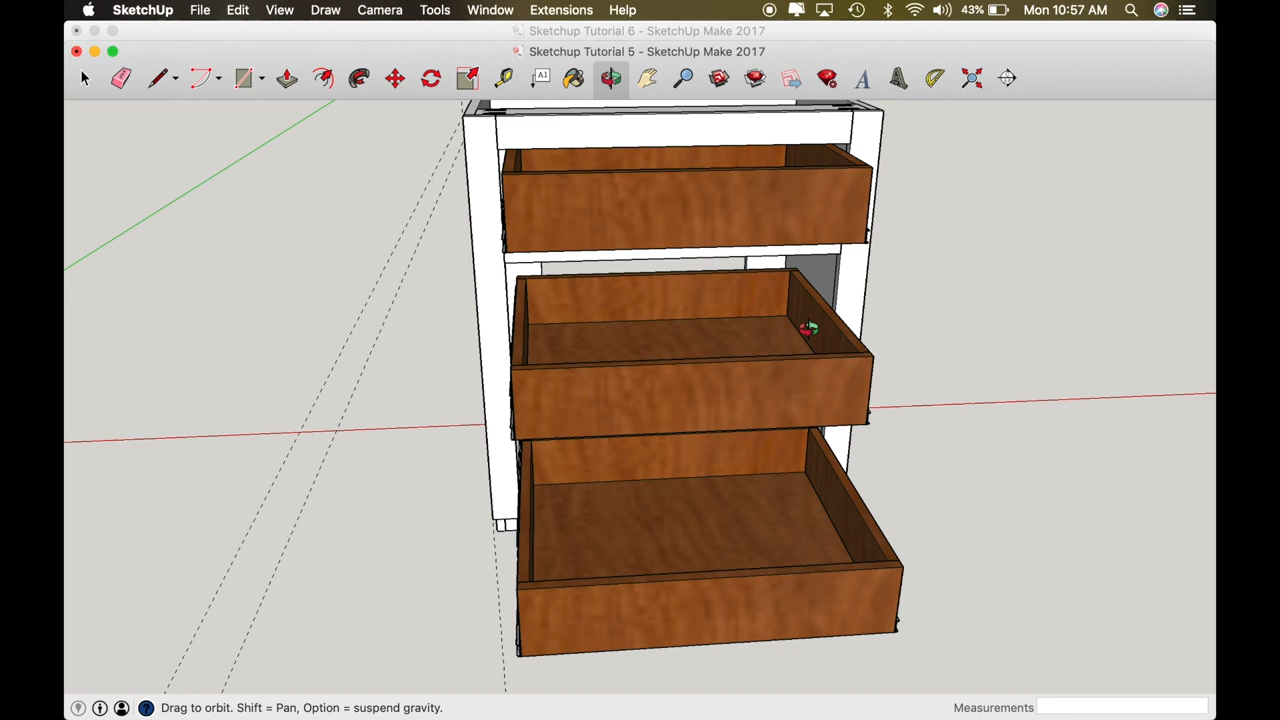 SketchUp File Edit View Draw Camera Tools Window Extensions Help 43% Mon 10:57 AM
Sketchup Tutorial 6 - SketchUp Make 2017
Sketchup Tutorial 5 - SketchUp Make 2017
A1 A
Drag to orbit. Shift = Pan, Option = suspend gravity. Measurements